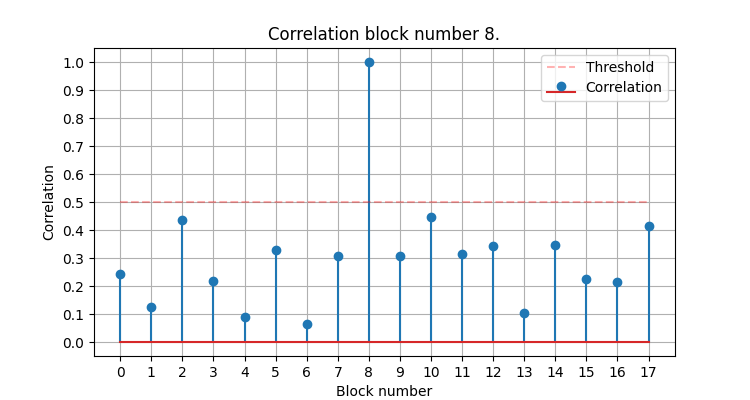 Correlation block number 8.
Threshold
Correlation
Correlation
1.0
0.9
0.8
0.7
0.6
0.5
0.4
0.3
0.2
0.1
0.0
0 1 2 3 4 5 6 7 8 9 10 11 12 13 14 15 16 17
Block number